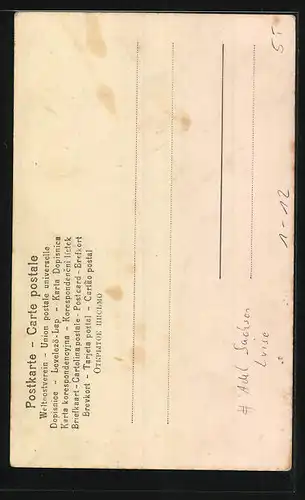 Postkarte – Carte postale
Weltpostverein – Union postale universelle
Dopisnice – Levelező-Lap – Karta Dopisnica
Karta korespondencyjna – Korespondenční lístek
Briefkaart – Cartolina postale – Postcard – Brefkort
Brevkort – Tarjeta postal – Cartão postal
ОТКРЫТОЕ ПИСЬМО
# Adel Sachsen
Luise
1-12